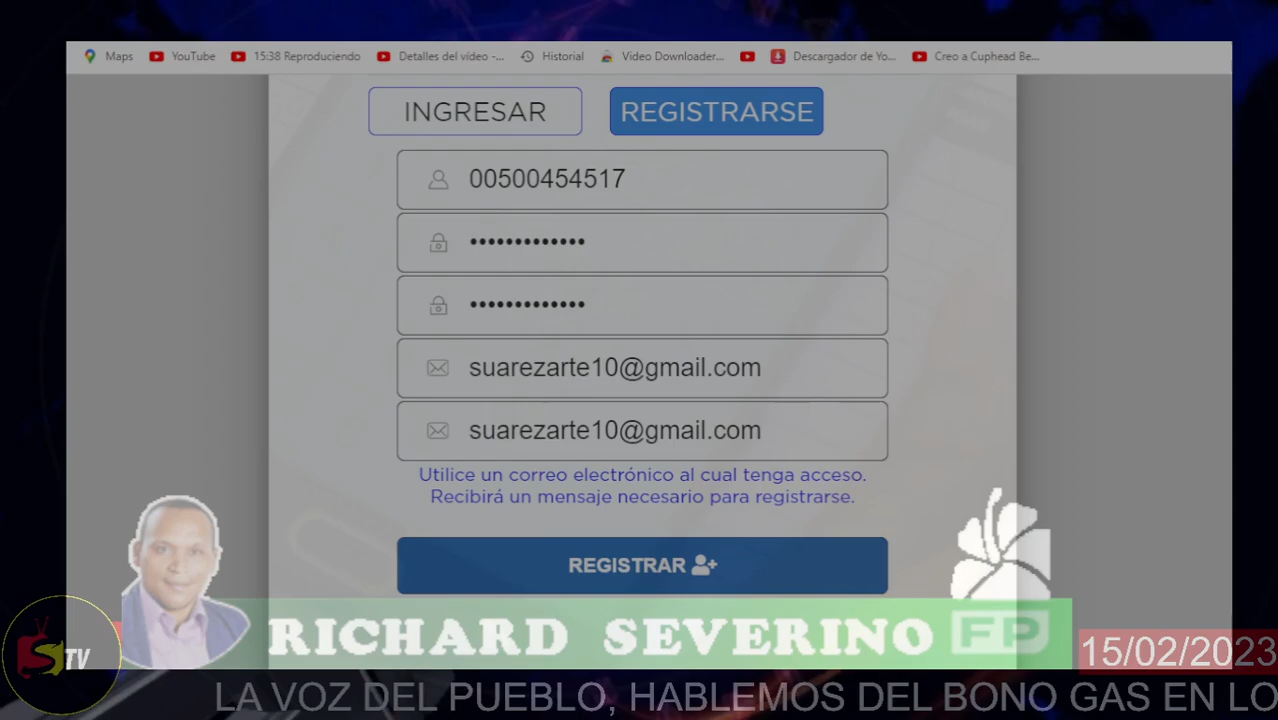 Maps YouTube 15:38 Reproduciendo Detalles del vídeo -... Historial Video Downloader... Descargador de Yo... Creo a Cuphead Be...
INGRESAR REGISTRARSE
00500454517
•••••••••••••
•••••••••••••
suarezarte10@gmail.com
suarezarte10@gmail.com
Utilice un correo electrónico al cual tenga acceso.
Recibirá un mensaje necesario para registrarse.
REGISTRAR
RICHARD SEVERINO FP
15/02/2023
STV
LA VOZ DEL PUEBLO, HABLEMOS DEL BONO GAS EN LO